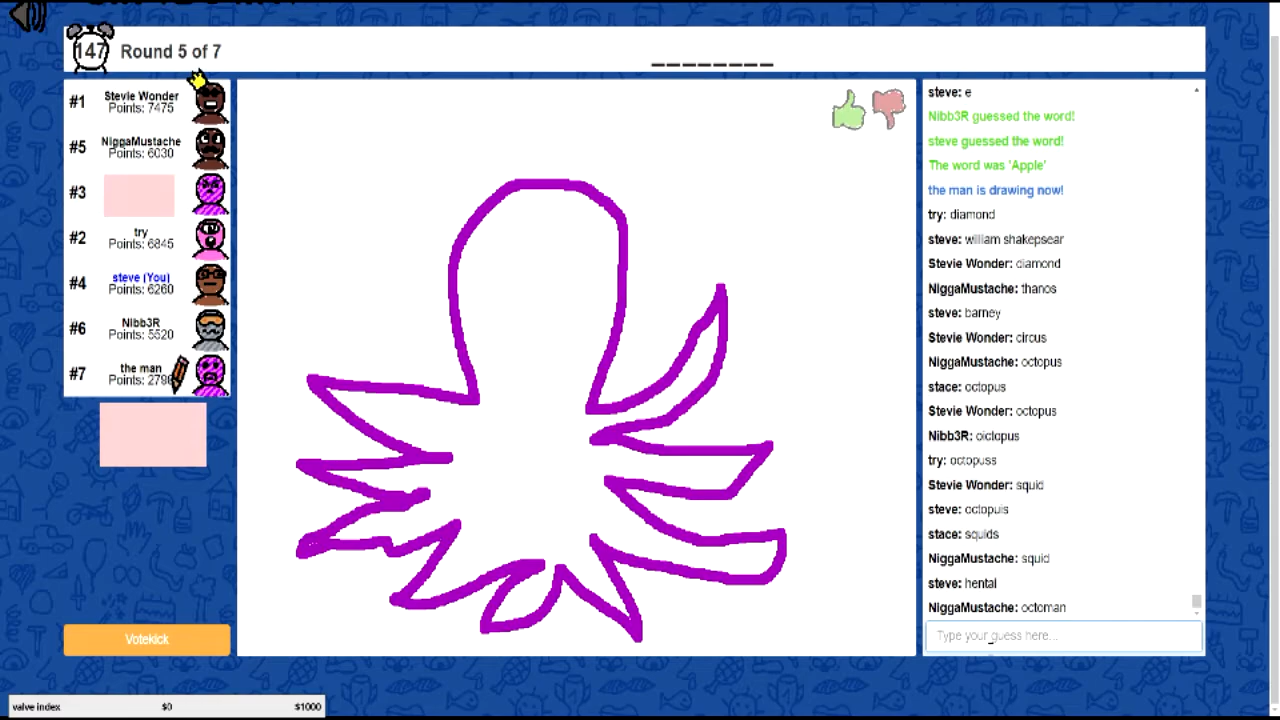 147 Round 5 of 7 ________
#1 Stevie Wonder
Points: 7475
#5 NiggaMustache
Points: 6030
#3
#2 try
Points: 6845
#4 steve (You)
Points: 6260
#6 Nibb3R
Points: 5520
#7 the man
Points: 2790
Votekick
steve: e
Nibb3R guessed the word!
steve guessed the word!
The word was 'Apple'
the man is drawing now!
try: diamond
steve: william shakepsear
Stevie Wonder: diamond
NiggaMustache: thanos
steve: barney
Stevie Wonder: circus
NiggaMustache: octopus
stace: octopus
Stevie Wonder: octopus
Nibb3R: oictopus
try: octopuss
Stevie Wonder: squid
steve: octopuis
stace: squids
NiggaMustache: squid
steve: hental
NiggaMustache: octoman
Type your guess here...
valve index $0 $1000